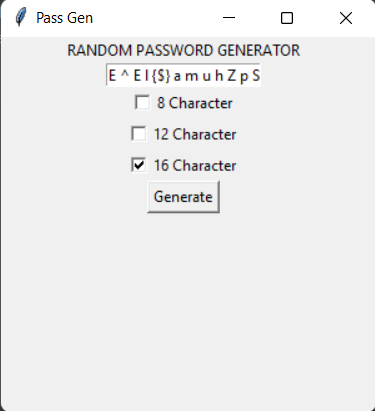 Pass Gen
RANDOM PASSWORD GENERATOR
E ^ E l {$} a m u h Z p S
8 Character
12 Character
16 Character
Generate